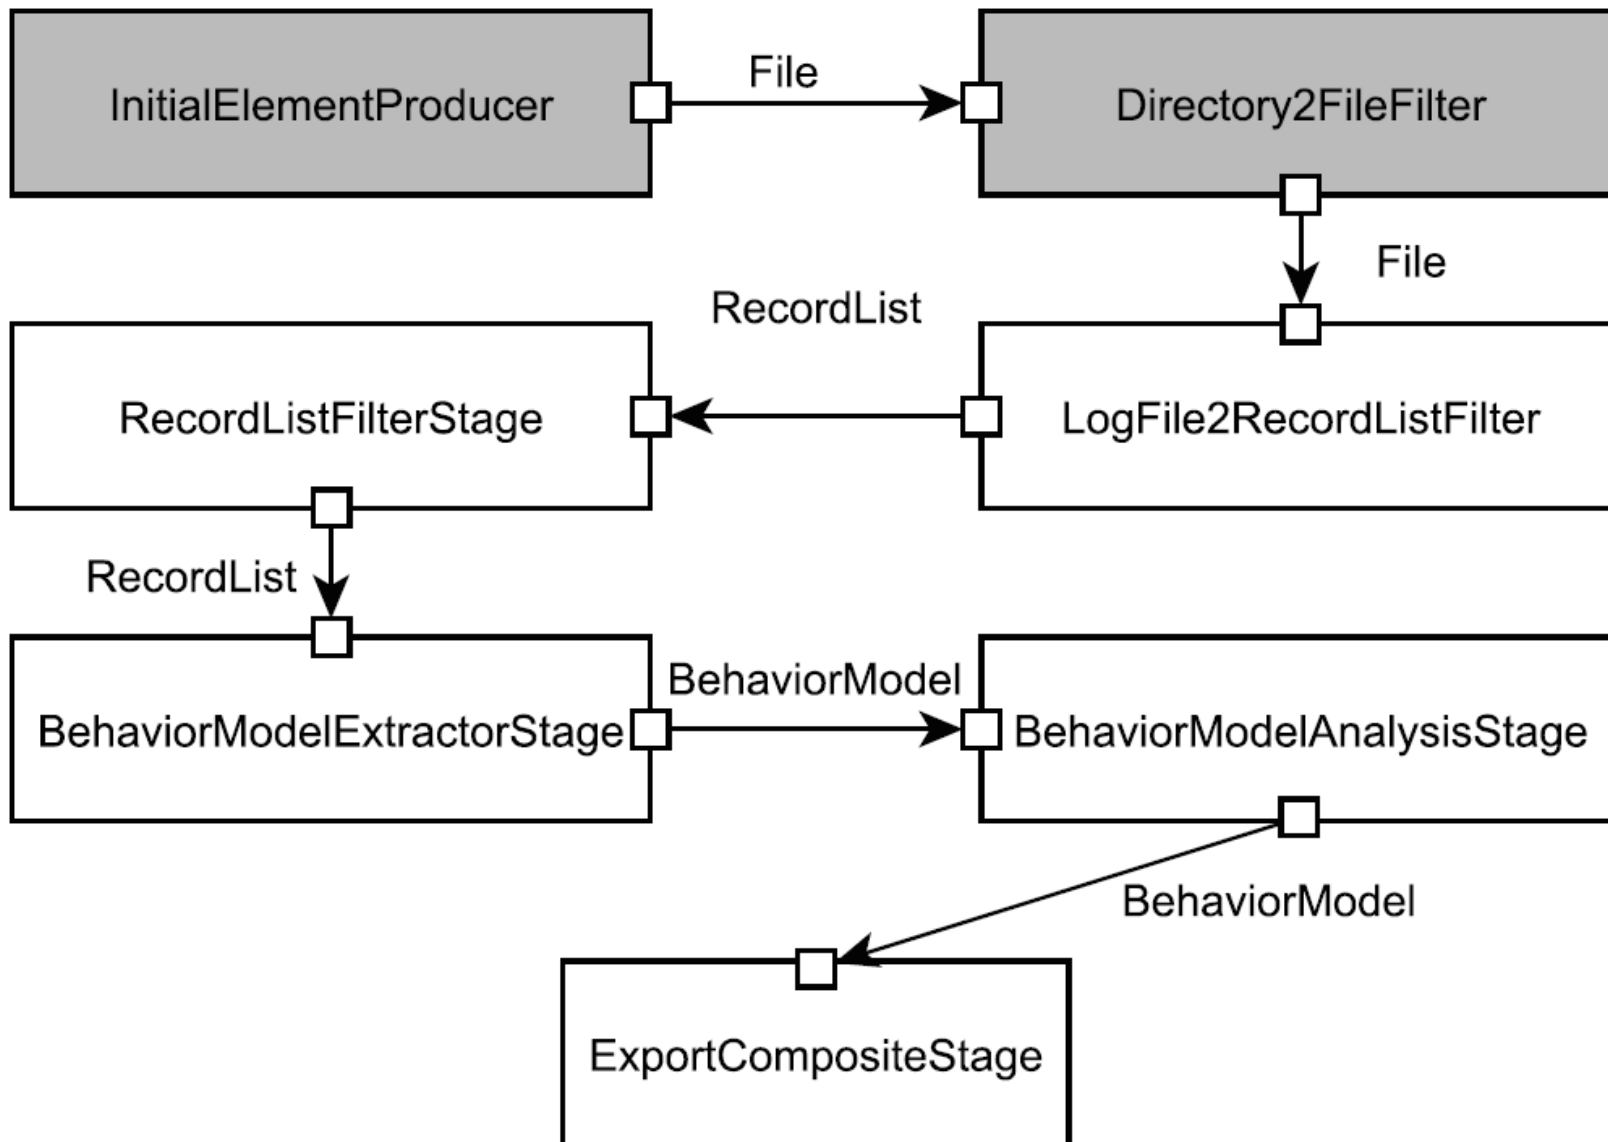 InitialElementProducer
File
Directory2FileFilter
File
RecordList
RecordListFilterStage
LogFile2RecordListFilter
RecordList
BehaviorModelExtractorStage
BehaviorModel
BehaviorModelAnalysisStage
BehaviorModel
ExportCompositeStage